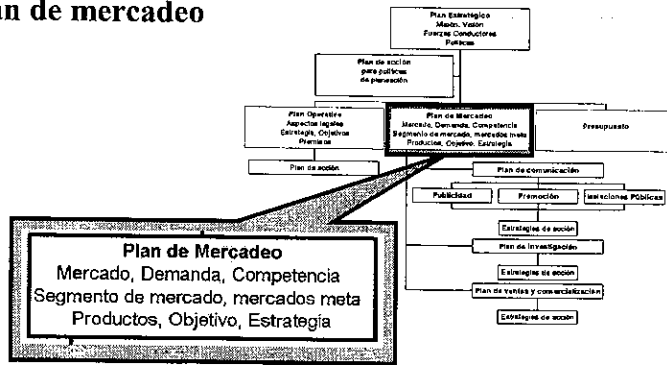 an de mercadeo
Plan Estratégico
Misión, Visión
Fuerzas Conductoras
Políticas
Plan de acción
para políticas
de planeación
Plan Operativo
Aspectos legales
Estrategia, Objetivos
Premisas
Plan de acción
Plan de Mercadeo
Mercado, Demanda, Competencia
Segmento de mercado, mercados meta
Productos, Objetivo, Estrategia
Presupuesto
Plan de comunicación
Publicidad
Promoción
Relaciones Públicas
Estrategias de acción
Plan de investigación
Estrategias de acción
Plan de ventas y comercialización
Estrategias de acción
Plan de Mercadeo
Mercado, Demanda, Competencia
Segmento de mercado, mercados meta
Productos, Objetivo, Estrategia